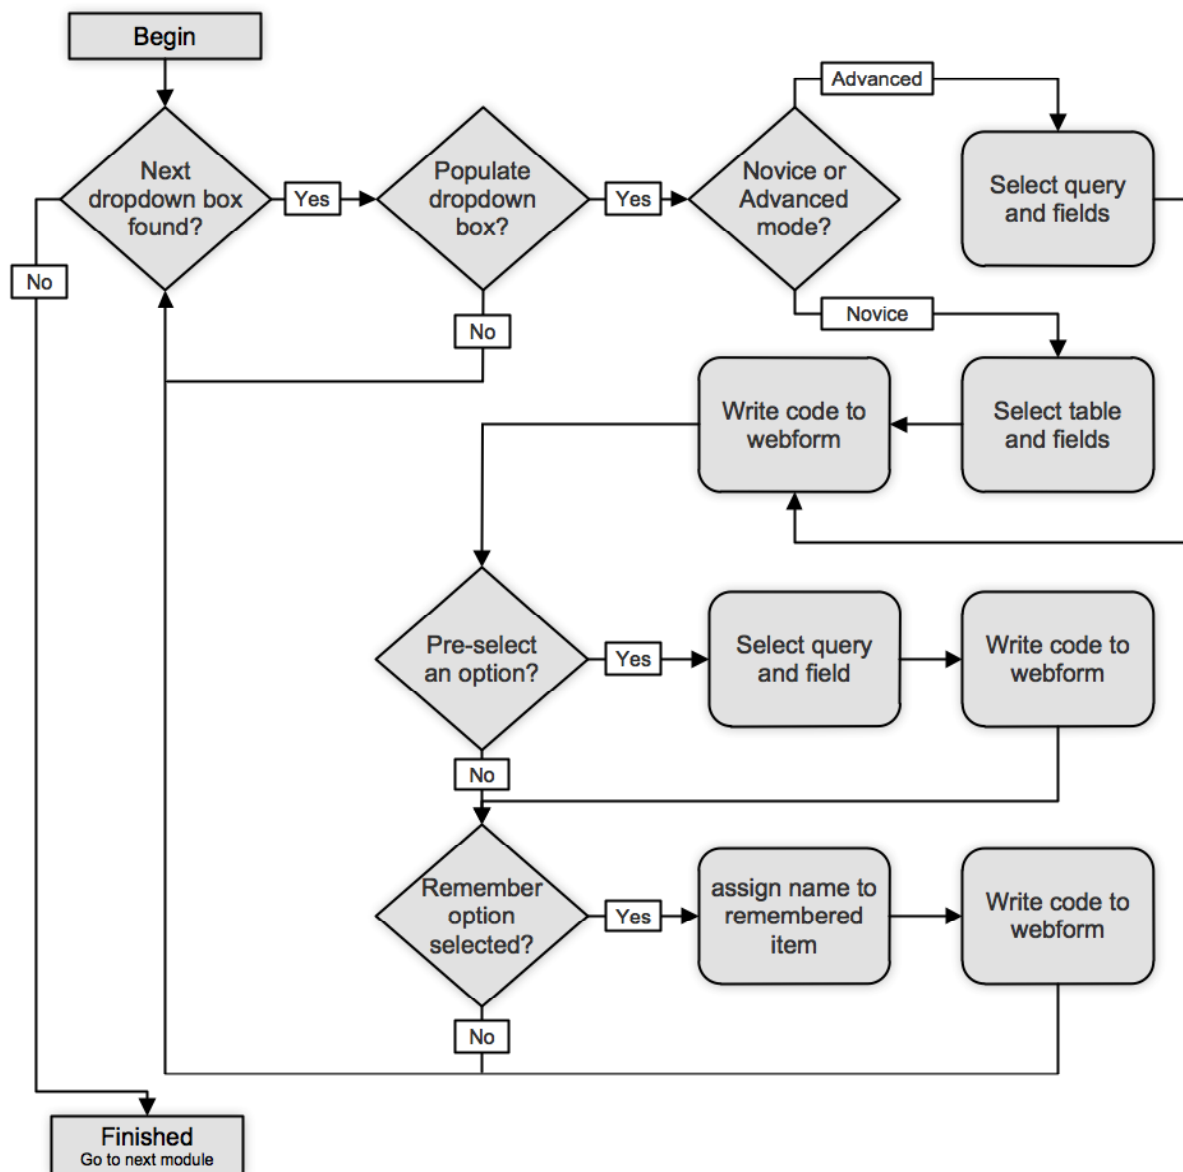 Begin
Advanced
Next
dropdown box
found?
Yes
Populate
dropdown
box?
Yes
Novice or
Advanced
mode?
Select query
and fields
No
No
Novice
Write code to
webform
Select table
and fields
Pre-select
an option?
Yes
Select query
and field
Write code to
webform
No
Remember
option
selected?
Yes
assign name to
remembered
item
Write code to
webform
No
Finished
Go to next module